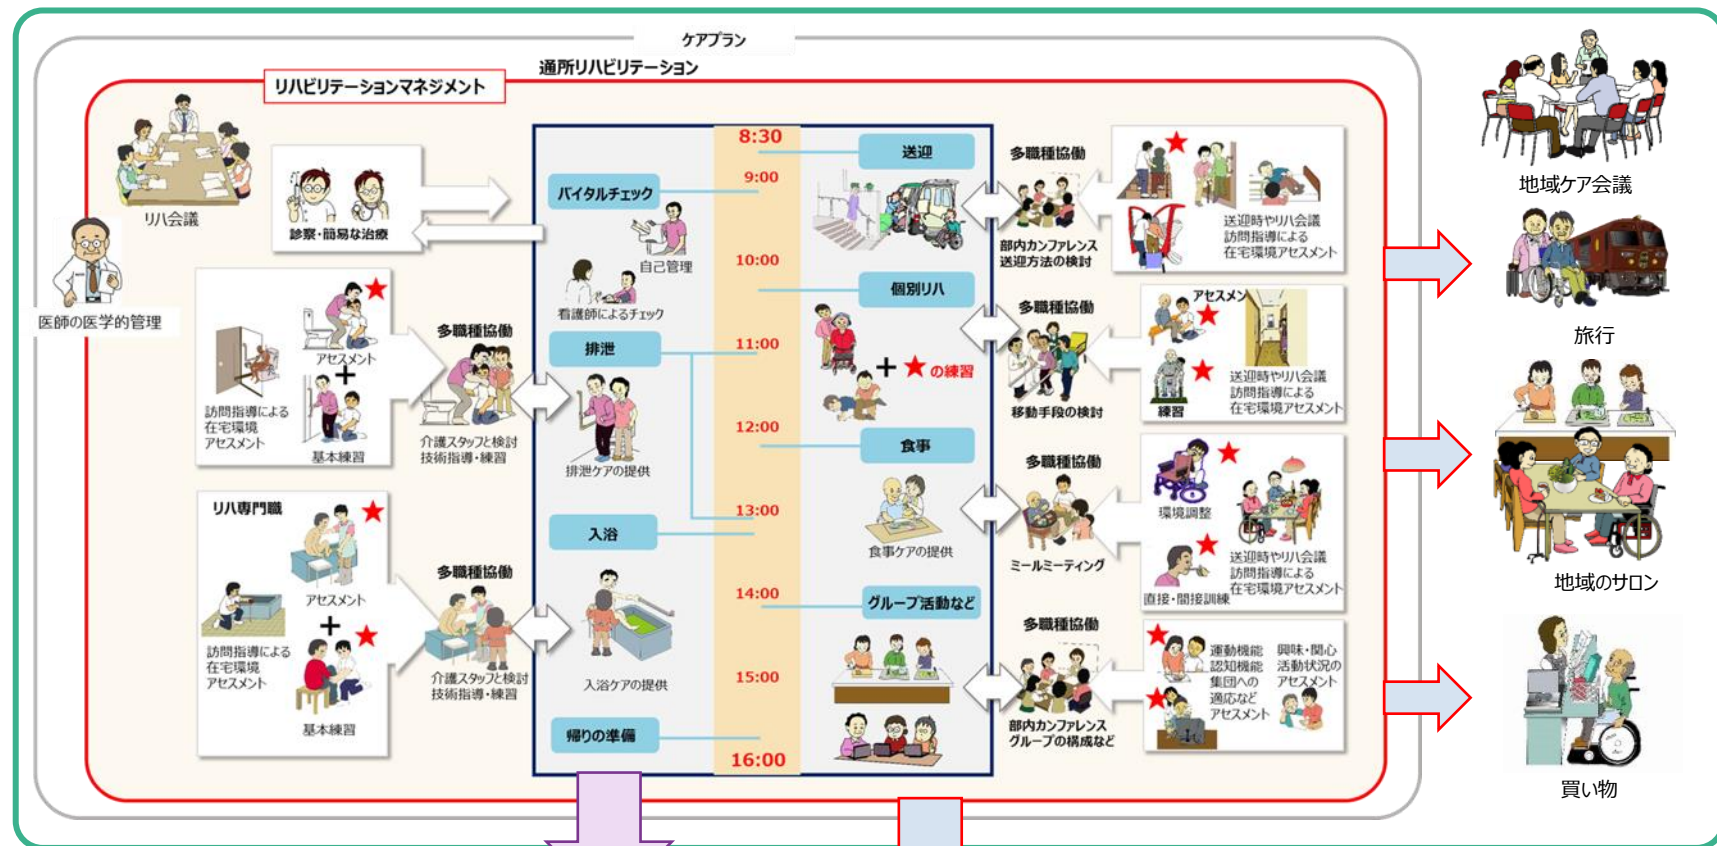 ケアプラン
通所リハビリテーション
リハビリテーションマネジメント
リハ会議
医師の医学的管理
診察・簡易な治療
アセスメント
+
訪問指導による
在宅環境
アセスメント
基本練習
多職種協働
介護スタッフと検討
技術指導・練習
リハ専門職
アセスメント
+
訪問指導による
在宅環境
アセスメント
基本練習
多職種協働
介護スタッフと検討
技術指導・練習
バイタルチェック
自己管理
看護師によるチェック
排泄
排泄ケアの提供
入浴
入浴ケアの提供
帰りの準備
8:30
9:00
10:00
11:00
12:00
13:00
14:00
15:00
16:00
送迎
個別リハ
+ ★の練習
食事
食事ケアの提供
グループ活動など
多職種協働
部内カンファレンス
送迎方法の検討
送迎時やリハ会議
訪問指導による
在宅環境アセスメント
多職種協働
移動手段の検討
アセスメン
練習
送迎時やリハ会議
訪問指導による
在宅環境アセスメント
多職種協働
ミールミーティング
環境調整
直接・間接訓練
送迎時やリハ会議
訪問指導による
在宅環境アセスメント
多職種協働
部内カンファレンス
グループの構成など
運動機能
認知機能
集団への
適応など
アセスメント
興味・関心
活動状況の
アセスメント
地域ケア会議
旅行
地域のサロン
買い物